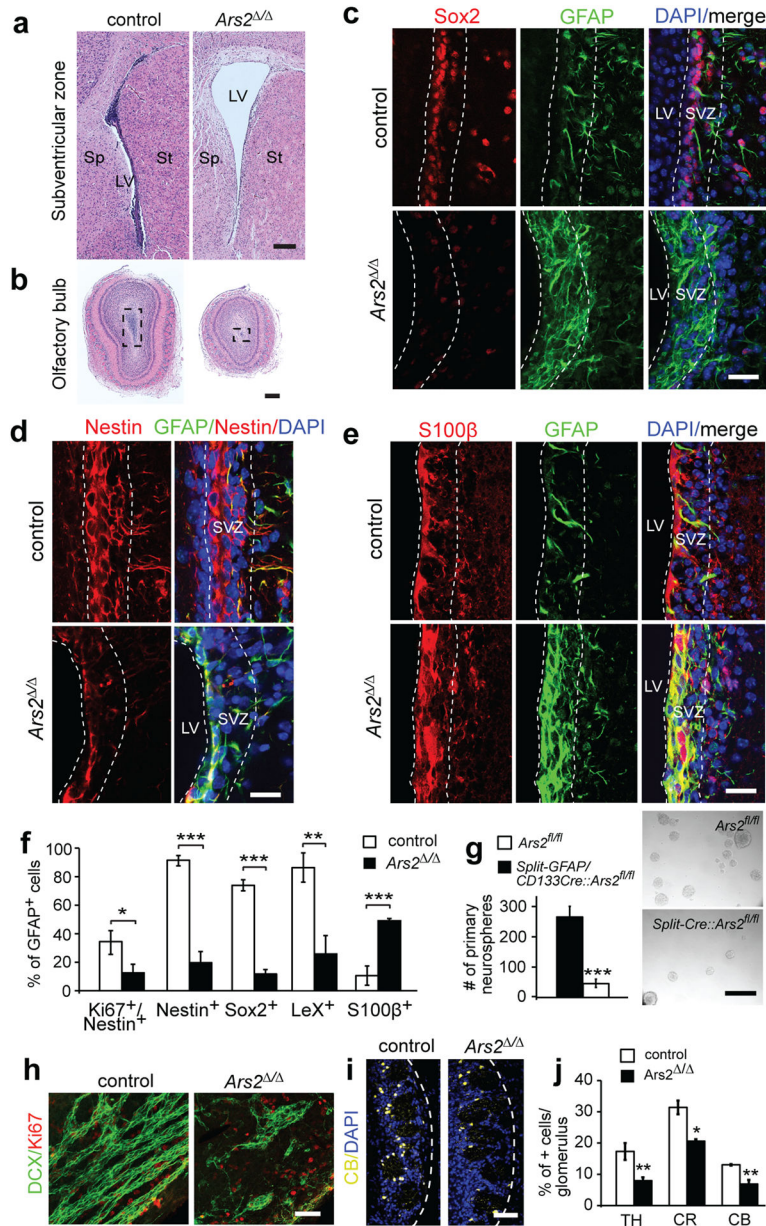 a
control
Ars2Δ/Δ
Subventricular zone
Sp
LV
St
LV
Sp
St
b
Olfactory bulb
c
Sox2
GFAP
DAPI/merge
control
LV
SVZ
Ars2Δ/Δ
LV
SVZ
d
Nestin
GFAP/Nestin/DAPI
control
SVZ
Ars2Δ/Δ
LV
SVZ
e
S100β
GFAP
DAPI/merge
control
LV
SVZ
Ars2Δ/Δ
LV
SVZ
f
control
Ars2Δ/Δ
% of GFAP+ cells
100
80
60
40
20
0
*
***
***
**
***
Ki67+/
Nestin+
Nestin+
Sox2+
LeX+
S100β+
g
Ars2fl/fl
Split-GFAP/
CD133Cre::Ars2fl/fl
# of primary
neurospheres
300
200
100
0
***
Ars2fl/fl
Split-Cre::Ars2fl/fl
h
control
Ars2Δ/Δ
DCX/Ki67
i
control
Ars2Δ/Δ
CB/DAPI
j
control
Ars2Δ/Δ
% of + cells/
glomerulus
40
30
20
10
0
**
*
**
TH
CR
CB